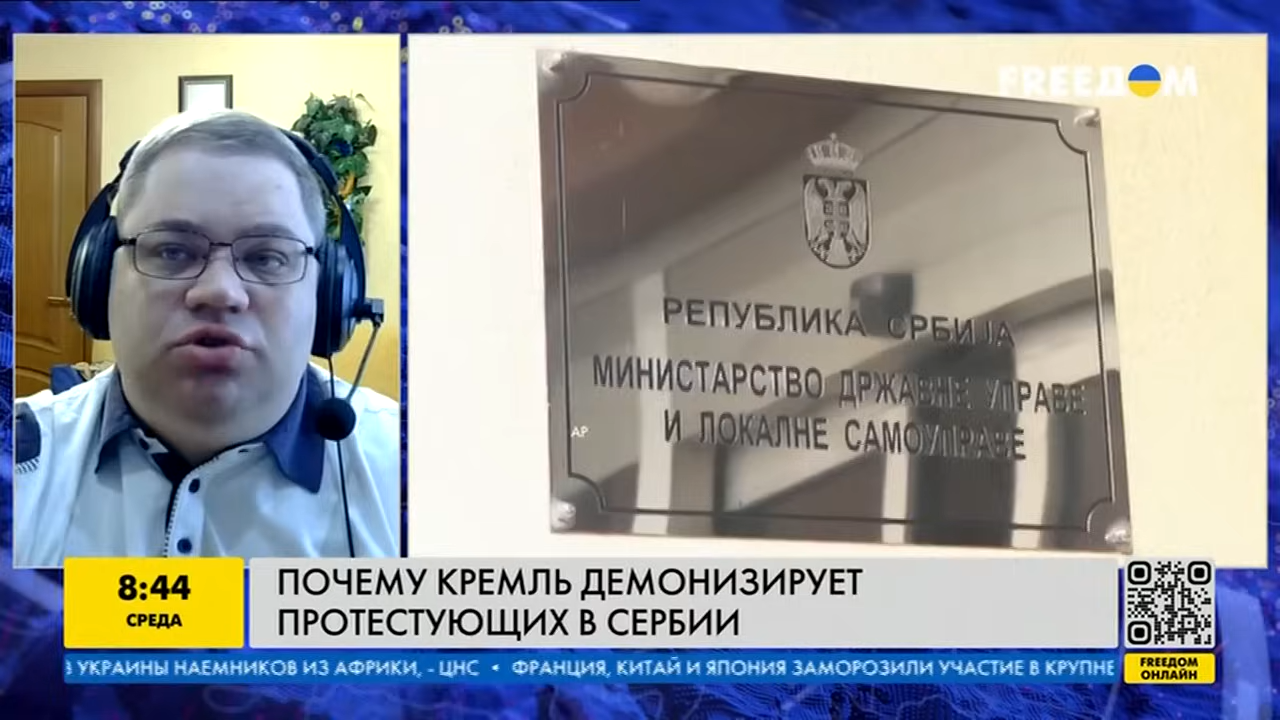 FREEDOM
РЕПУБЛИКА СРБИЈА
МИНИСТАРСТВО ДРЖАВНЕ УПРАВЕ
И ЛОКАЛНЕ САМОУПРАВЕ
AP
8:44
СРЕДА
ПОЧЕМУ КРЕМЛЬ ДЕМОНИЗИРУЕТ
ПРОТЕСТУЮЩИХ В СЕРБИИ
УКРАИНЫ НАЕМНИКОВ ИЗ АФРИКИ, - ЦНС • ФРАНЦИЯ, КИТАЙ И ЯПОНИЯ ЗАМОРОЗИЛИ УЧАСТИЕ В КРУПНЕ
FREEDOM
ОНЛАЙН